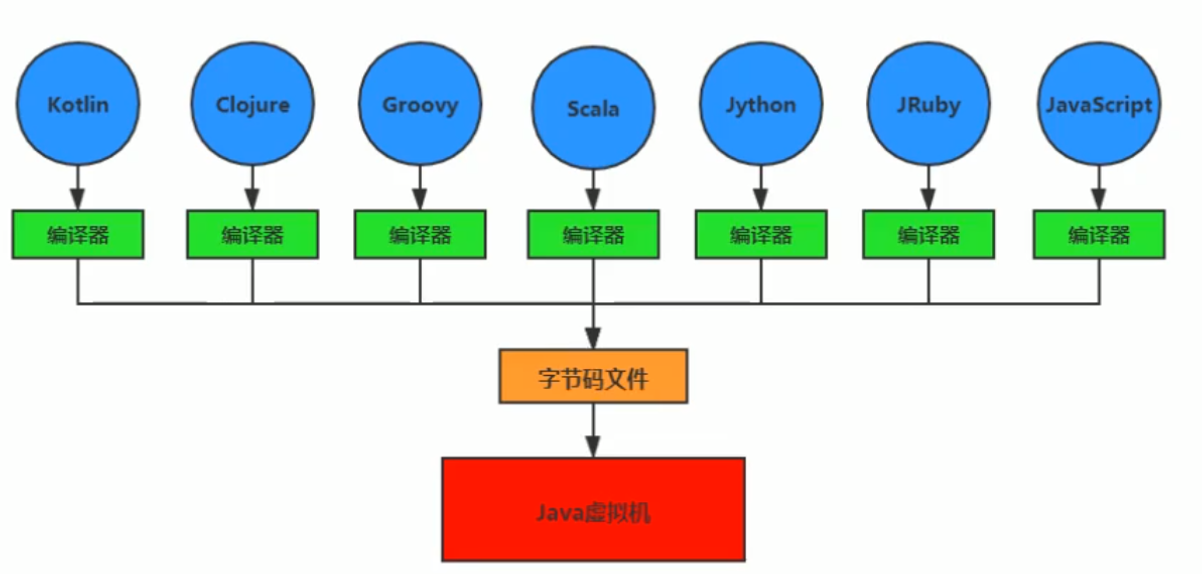 Kotlin
Clojure
Groovy
Scala
Jython
JRuby
JavaScript
编译器
编译器
编译器
编译器
编译器
编译器
编译器
字节码文件
Java虚拟机